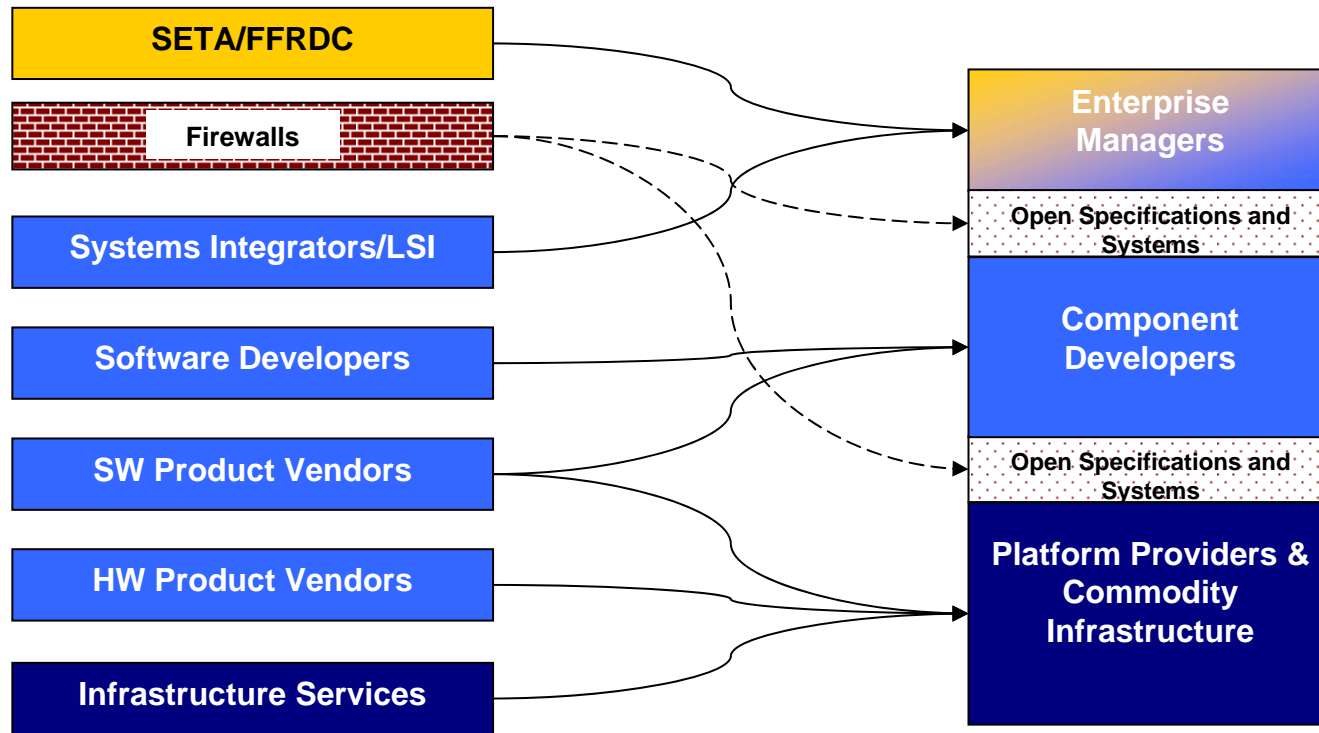 SETA/FFRDC
Firewalls
Systems Integrators/LSI
Software Developers
SW Product Vendors
HW Product Vendors
Infrastructure Services
Enterprise
Managers
Open Specifications and
Systems
Component
Developers
Open Specifications and
Systems
Platform Providers &
Commodity
Infrastructure